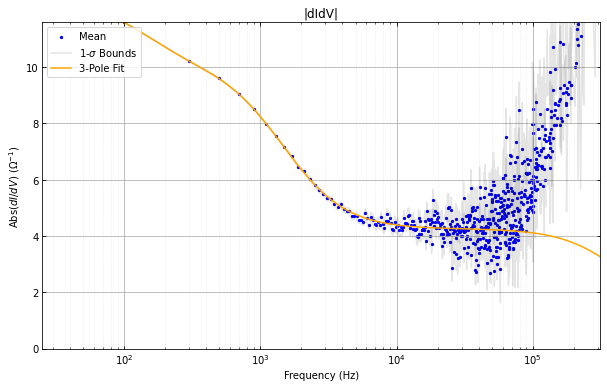 |dIdV|
Mean
1-σ Bounds
3-Pole Fit
10
8
6
4
2
0
Abs(dI/dV) (Ω⁻¹)
10² 10³ 10⁴ 10⁵
Frequency (Hz)